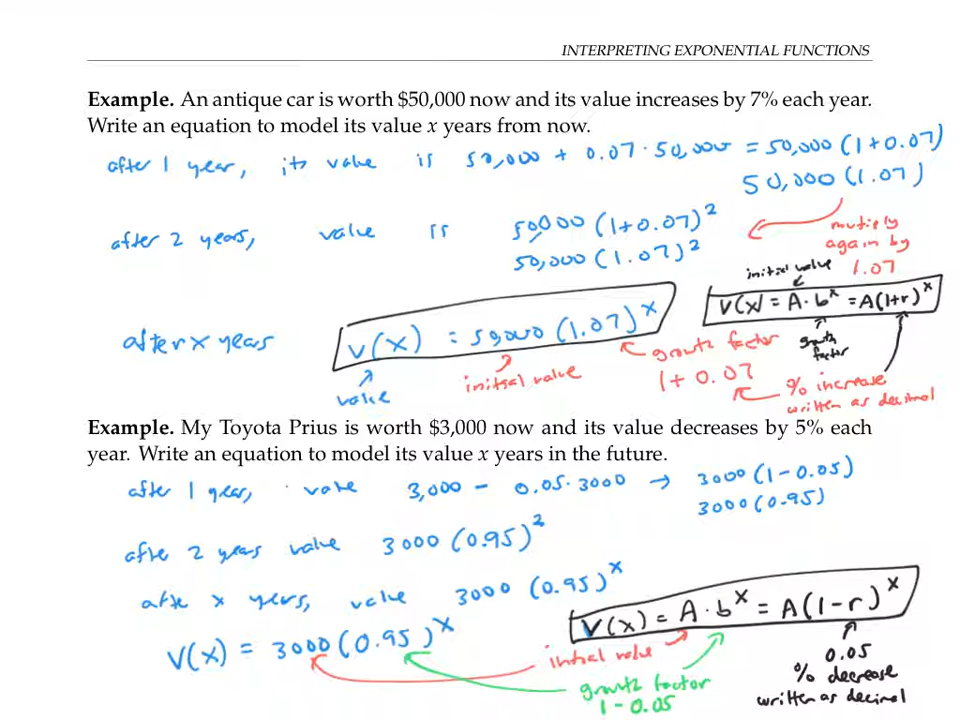 INTERPRETING EXPONENTIAL FUNCTIONS
Example. An antique car is worth $50,000 now and its value increases by 7% each year.
Write an equation to model its value x years from now.
after 1 year, its value is 50,000 + 0.07 · 50,000 = 50,000 (1+0.07)
50,000 (1.07)
mutiply
again by
1.07
after 2 years, value is 50,000 (1+0.07)^2
50,000 (1.07)^2
initial value
V(x) = A · b^x = A(1+r)^x
growth
factor
after x years V(x) = 50,000 (1.07)^x
value
initial value
growth factor
1 + 0.07
% increase
written as decimal
Example. My Toyota Prius is worth $3,000 now and its value decreases by 5% each
year. Write an equation to model its value x years in the future.
after 1 year, value 3,000 – 0.05 · 3000 → 3000 (1 – 0.05)
3000 (0.95)
after 2 years value 3000 (0.95)^2
after x years, value 3000 (0.95)^x
V(x) = A · b^x = A(1–r)^x
V(x) = 3000 (0.95)^x
initial value
growth factor
1 – 0.05
0.05
% decrease
written as decimal